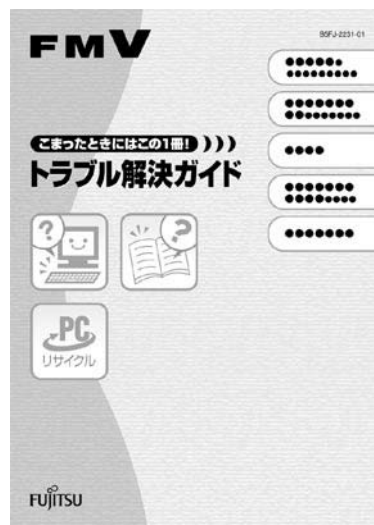 FMV
B5FJ-2231-01
こまったときにはこの1冊!
トラブル解決ガイド
?
?
PC
リサイクル
FUJITSU